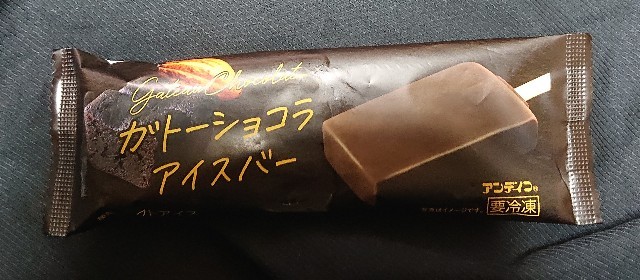 Gateau Chocolat
ガトーショコラ
アイスバー
アンデイコ
要冷凍